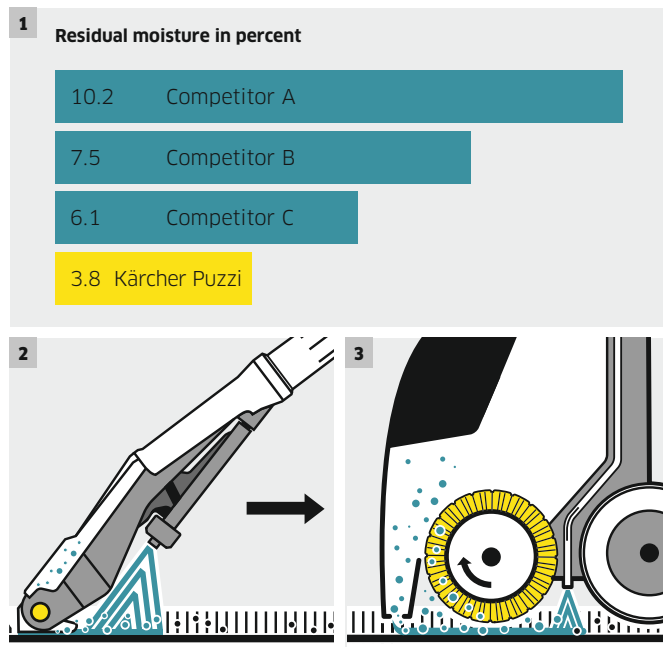 1
Residual moisture in percent
10.2 Competitor A
7.5 Competitor B
6.1 Competitor C
3.8 Kärcher Puzzi
2
3